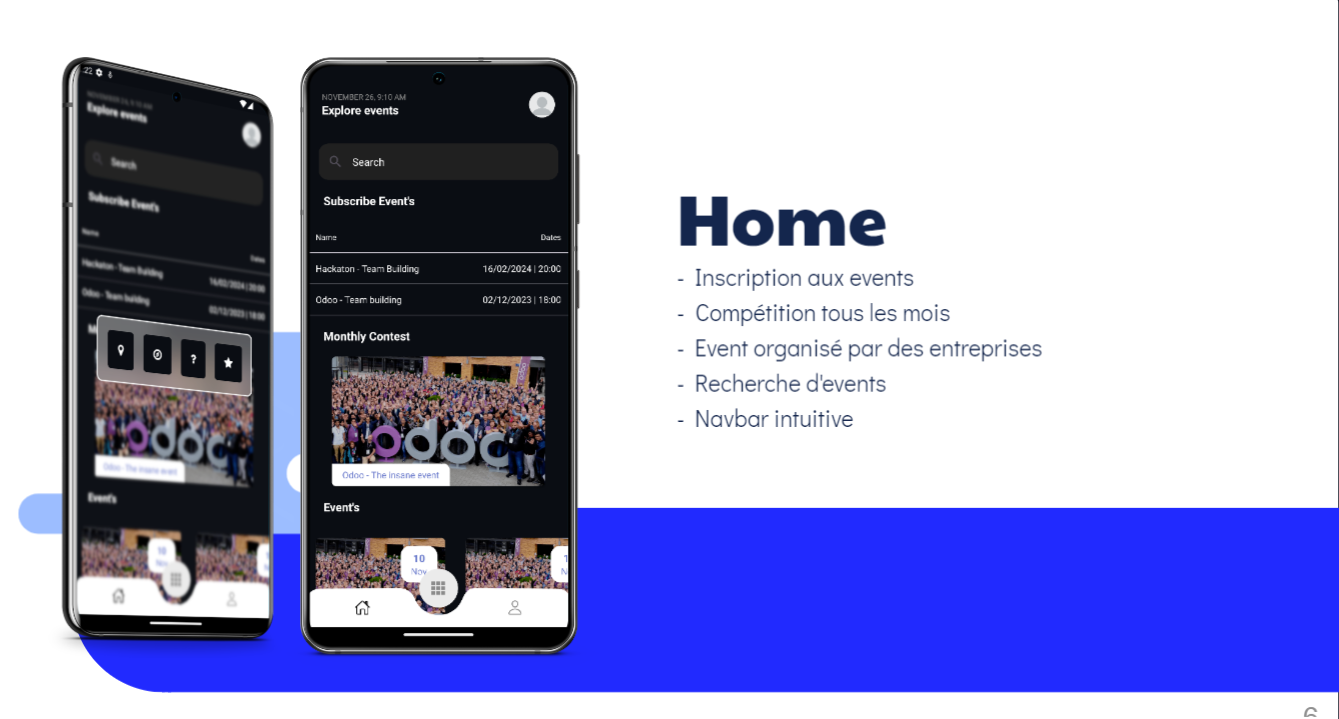 :22
NOVEMBER 26, 9:10 AM
Explore events
Search
Subscribe Event's
Name
Dates
Hackaton - Team Building 16/02/2024 | 20:00
Odoo - Team building 02/12/2023 | 18:00
M
?
odoo
Odoo - The insane event
Event's
10
Nov
NOVEMBER 26, 9:10 AM
Explore events
Search
Subscribe Event's
Name Dates
Hackaton - Team Building 16/02/2024 | 20:00
Odoo - Team building 02/12/2023 | 18:00
Monthly Contest
odoo
Odoo - The insane event
Event's
10
Nov
1
N
Home
- Inscription aux events
- Compétition tous les mois
- Event organisé par des entreprises
- Recherche d'events
- Navbar intuitive
6